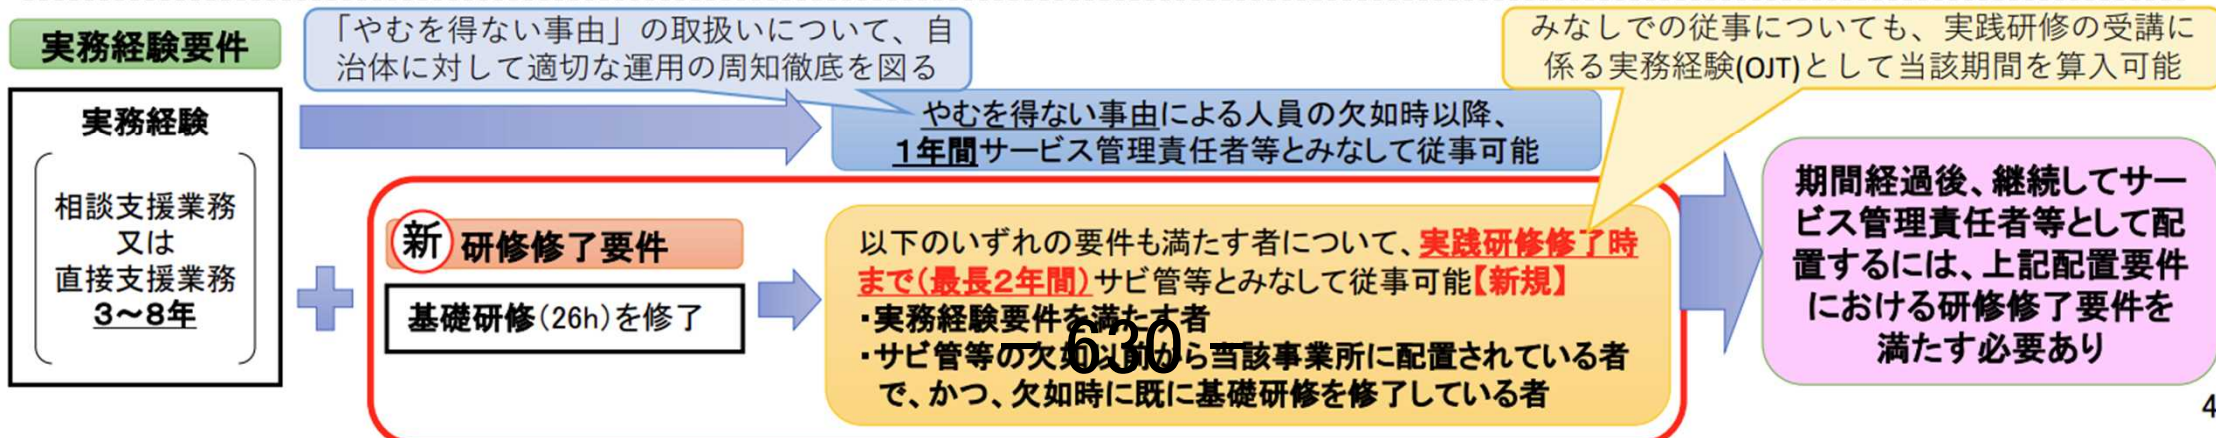 実務経験要件
「やむを得ない事由」の取扱いについて、自
治体に対して適切な運用の周知徹底を図る
みなしでの従事についても、実践研修の受講に
係る実務経験(OJT)として当該期間を算入可能
実務経験
相談支援業務
又は
直接支援業務
3～8年
やむを得ない事由による人員の欠如時以降、
１年間サービス管理責任者等とみなして従事可能
新 研修修了要件
基礎研修(26h)を修了
以下のいずれの要件も満たす者について、実践研修修了時
まで(最長２年間)サビ管等とみなして従事可能【新規】
・実務経験要件を満たす者
・サビ管等の欠如以前から当該事業所に配置されている者
で、かつ、欠如時に既に基礎研修を修了している者
－ 630 －
期間経過後、継続してサー
ビス管理責任者等として配
置するには、上記配置要件
における研修修了要件を
満たす必要あり
4